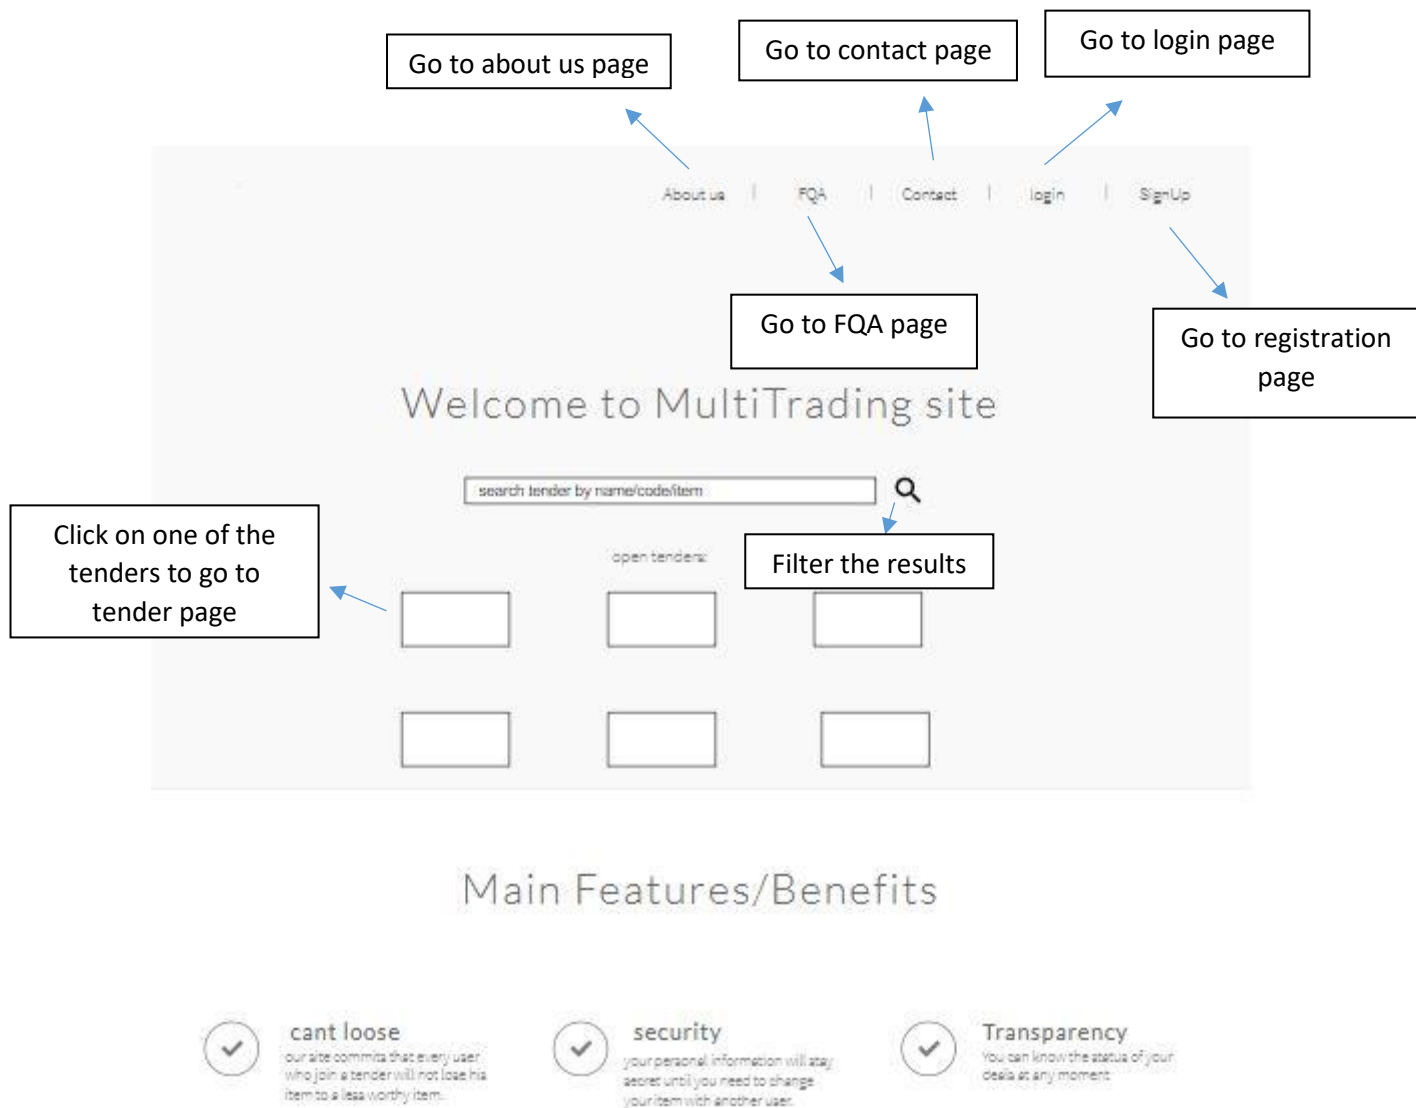 Go to about us page
Go to contact page
Go to login page
About us | FQA | Contact | login | SignUp
Go to FQA page
Go to registration
page
Welcome to MultiTrading site
search tender by name/code/item
Click on one of the
tenders to go to
tender page
open tenders:
Filter the results
Main Features/Benefits
cant loose
our site commits that every user
who join a tender will not lose his
item to a less worthy item.
security
your personal information will stay
secret until you need to change
your item with another user.
Transparency
You can know the status of your
deals at any moment